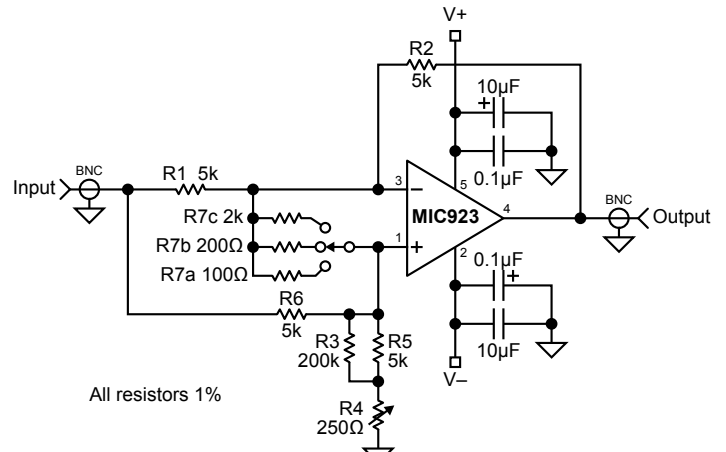 V+
R2
5k
10µF
+
0.1µF
BNC
Input
R1 5k
3
−
5
MIC923
4
BNC
Output
R7c 2k
R7b 200Ω
R7a 100Ω
1
+
2
0.1µF
+
10µF
R6
5k
R3
200k
R5
5k
V–
All resistors 1%
R4
250Ω